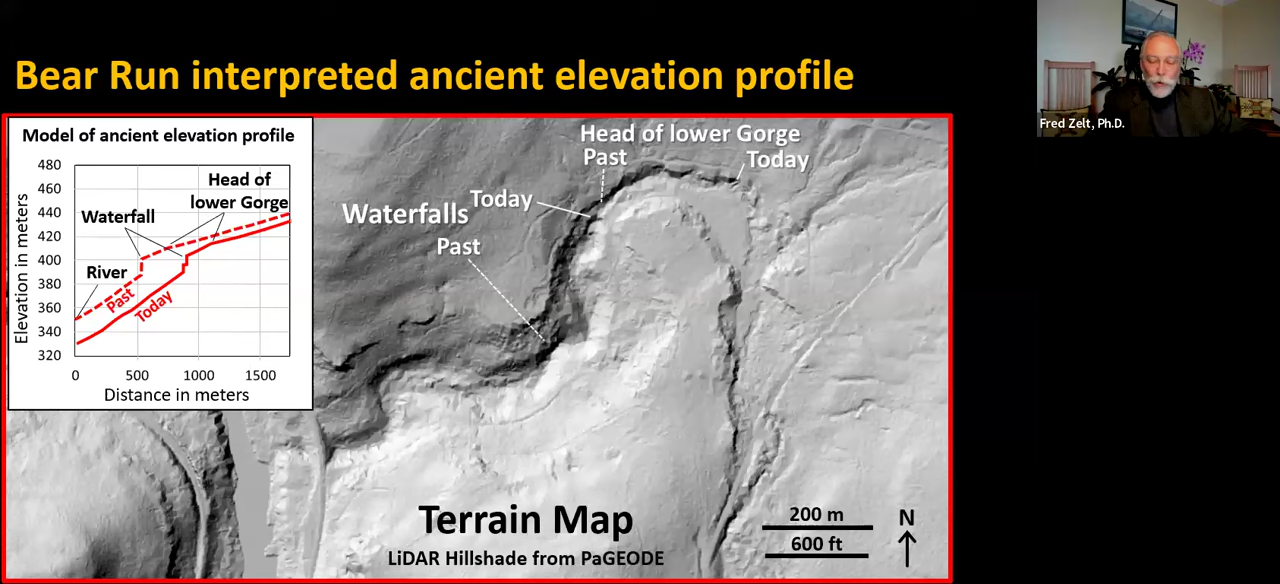 Bear Run interpreted ancient elevation profile
Fred Zelt, Ph.D.
Model of ancient elevation profile
480
460
440
420
400
380
360
340
320
Elevation in meters
Head of
lower Gorge
Waterfall
River
Past
Today
0 500 1000 1500
Distance in meters
Head of lower Gorge
Past
Today
Waterfalls
Today
Past
Terrain Map
LiDAR Hillshade from PaGEODE
200 m
600 ft
N